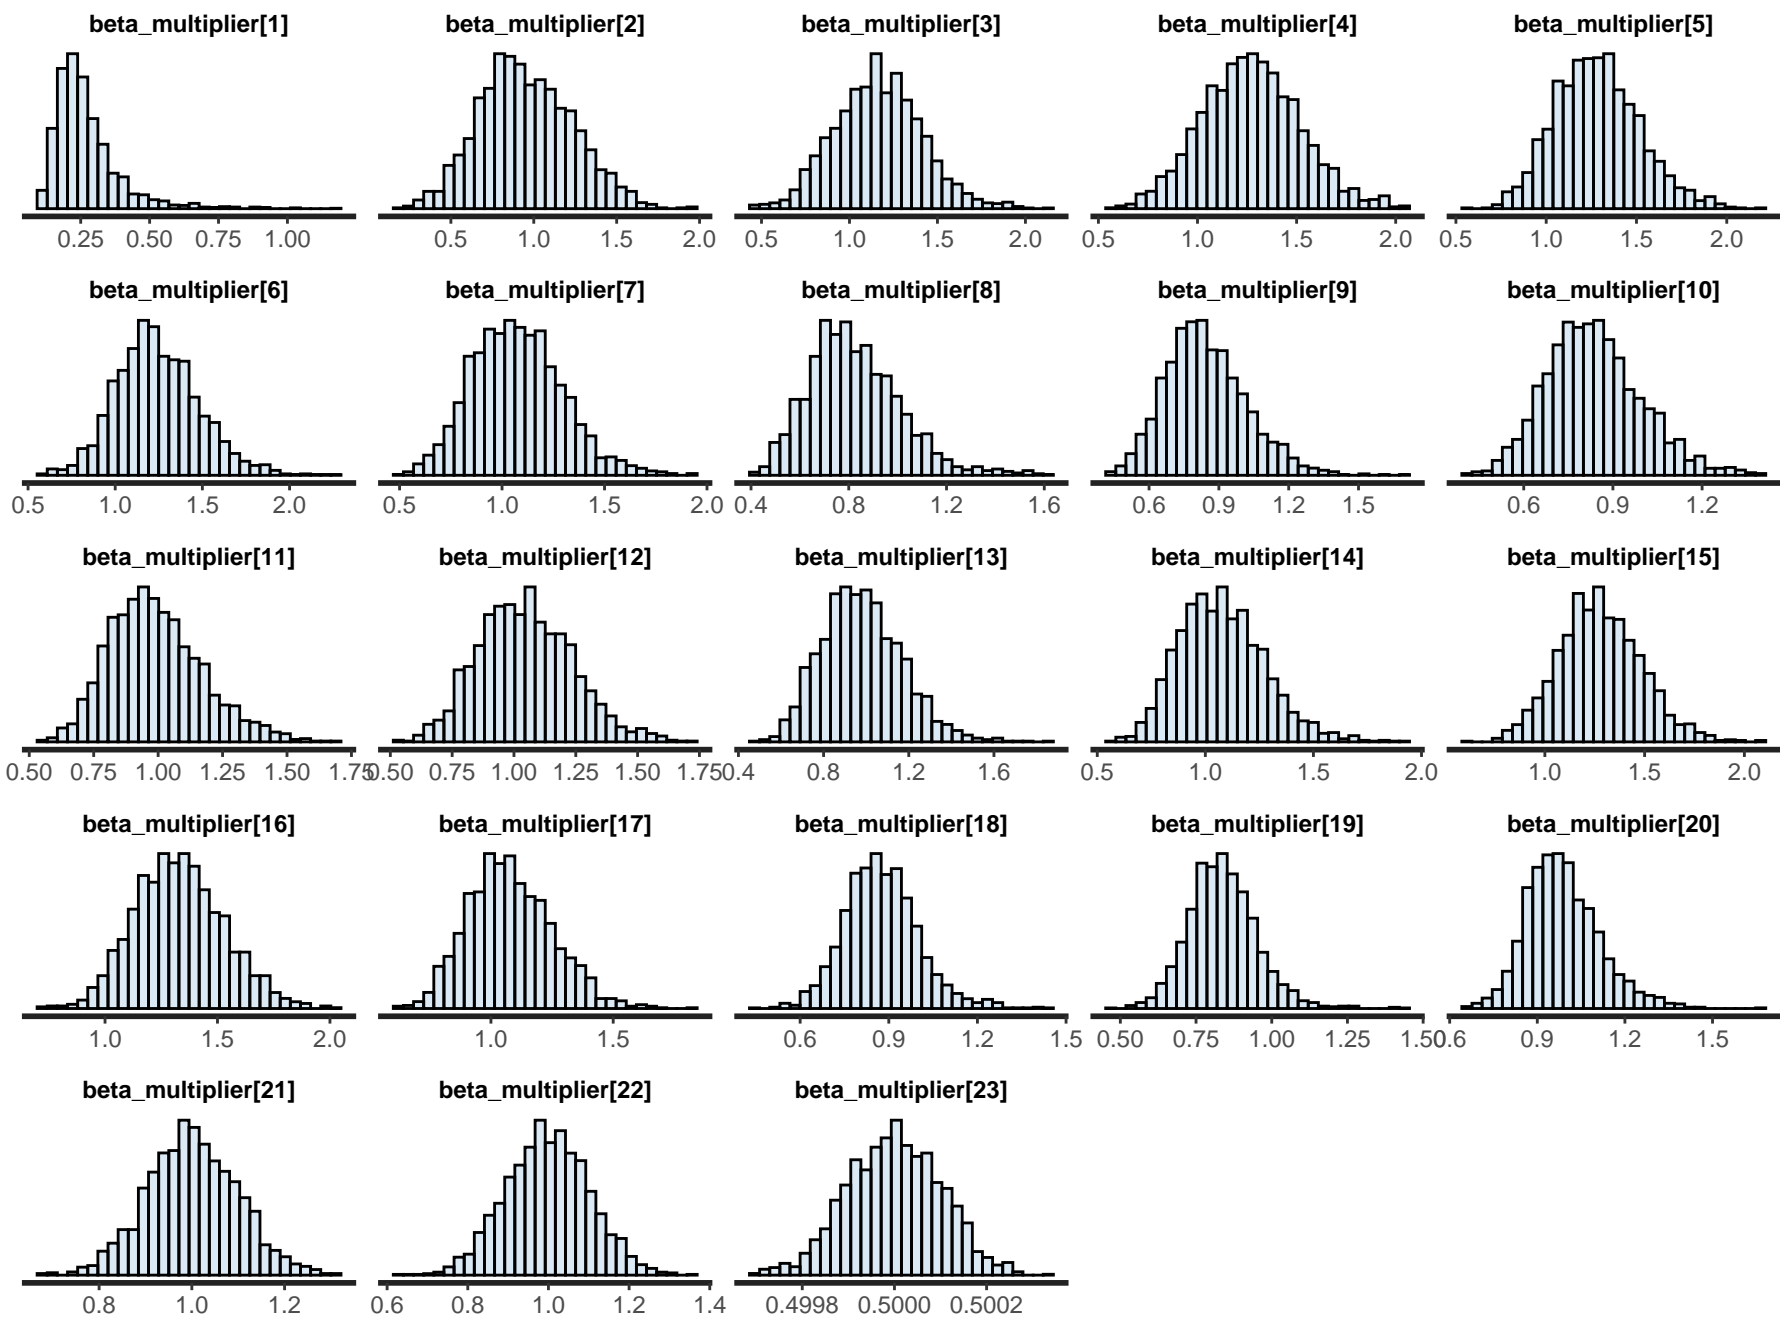 beta_multiplier[1] beta_multiplier[2] beta_multiplier[3] beta_multiplier[4] beta_multiplier[5]
0.25 0.50 0.75 1.00 0.5 1.0 1.5 2.0 0.5 1.0 1.5 2.0 0.5 1.0 1.5 2.0 0.5 1.0 1.5 2.0
beta_multiplier[6] beta_multiplier[7] beta_multiplier[8] beta_multiplier[9] beta_multiplier[10]
0.5 1.0 1.5 2.0 0.5 1.0 1.5 2.0 0.4 0.8 1.2 1.6 0.6 0.9 1.2 1.5 0.6 0.9 1.2
beta_multiplier[11] beta_multiplier[12] beta_multiplier[13] beta_multiplier[14] beta_multiplier[15]
0.50 0.75 1.00 1.25 1.50 1.75 0.50 0.75 1.00 1.25 1.50 1.75 0.4 0.8 1.2 1.6 0.5 1.0 1.5 2.0 1.0 1.5 2.0
beta_multiplier[16] beta_multiplier[17] beta_multiplier[18] beta_multiplier[19] beta_multiplier[20]
1.0 1.5 2.0 1.0 1.5 0.6 0.9 1.2 1.5 0.50 0.75 1.00 1.25 1.50 0.6 0.9 1.2 1.5
beta_multiplier[21] beta_multiplier[22] beta_multiplier[23]
0.8 1.0 1.2 0.6 0.8 1.0 1.2 1.4 0.4998 0.5000 0.5002